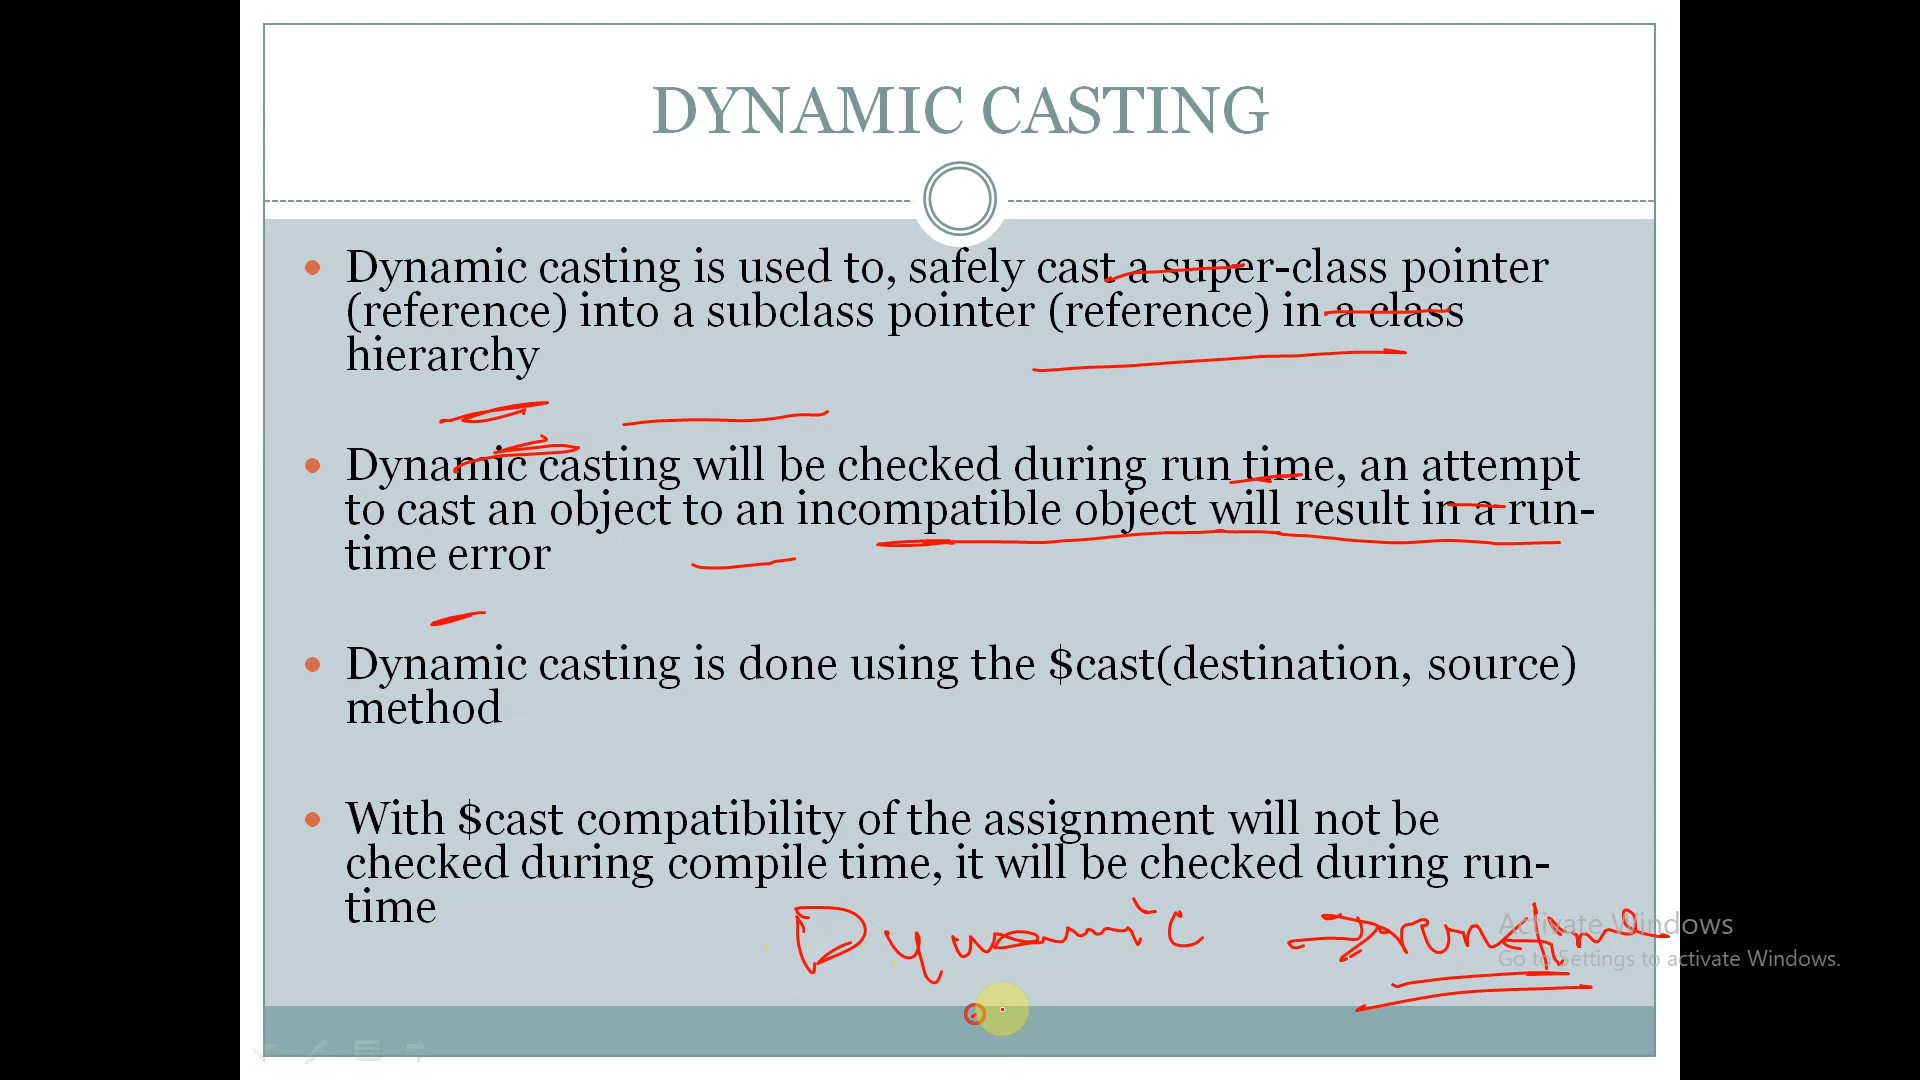 DYNAMIC CASTING
Dynamic casting is used to, safely cast a super-class pointer
(reference) into a subclass pointer (reference) in a class
hierarchy
Dynamic casting will be checked during run time, an attempt
to cast an object to an incompatible object will result in a run-
time error
Dynamic casting is done using the $cast(destination, source)
method
With $cast compatibility of the assignment will not be
checked during compile time, it will be checked during run-
time
Dynamic → runtime
Activate Windows
Go to Settings to activate Windows.